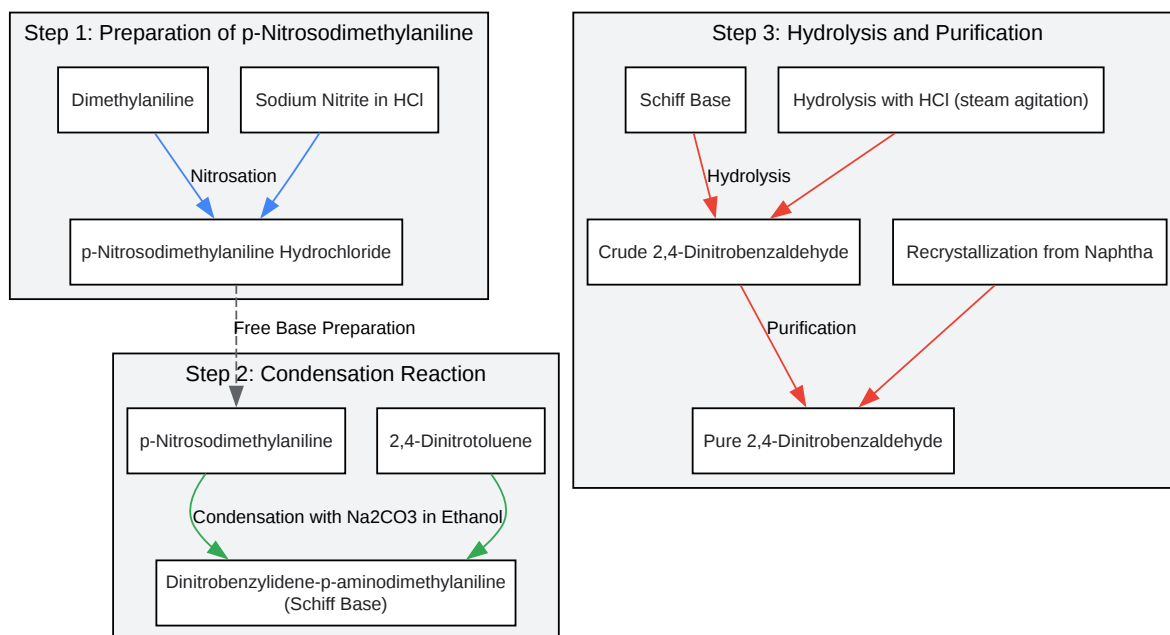 Step 1: Preparation of p-Nitrosodimethylaniline
Dimethylaniline
Sodium Nitrite in HCl
Nitrosation
p-Nitrosodimethylaniline Hydrochloride
Free Base Preparation
Step 2: Condensation Reaction
p-Nitrosodimethylaniline
2,4-Dinitrotoluene
Condensation with Na2CO3 in Ethanol
Dinitrobenzylidene-p-aminodimethylaniline
(Schiff Base)
Step 3: Hydrolysis and Purification
Schiff Base
Hydrolysis with HCl (steam agitation)
Hydrolysis
Crude 2,4-Dinitrobenzaldehyde
Recrystallization from Naphtha
Purification
Pure 2,4-Dinitrobenzaldehyde